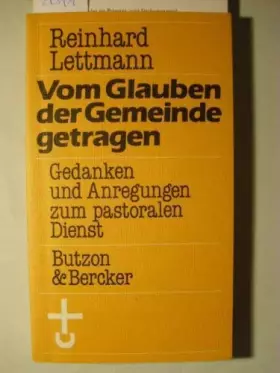 Reinhard
Lettmann
Vom Glauben
der Gemeinde
getragen
Gedanken
und Anregungen
zum pastoralen
Dienst
Butzon
& Bercker